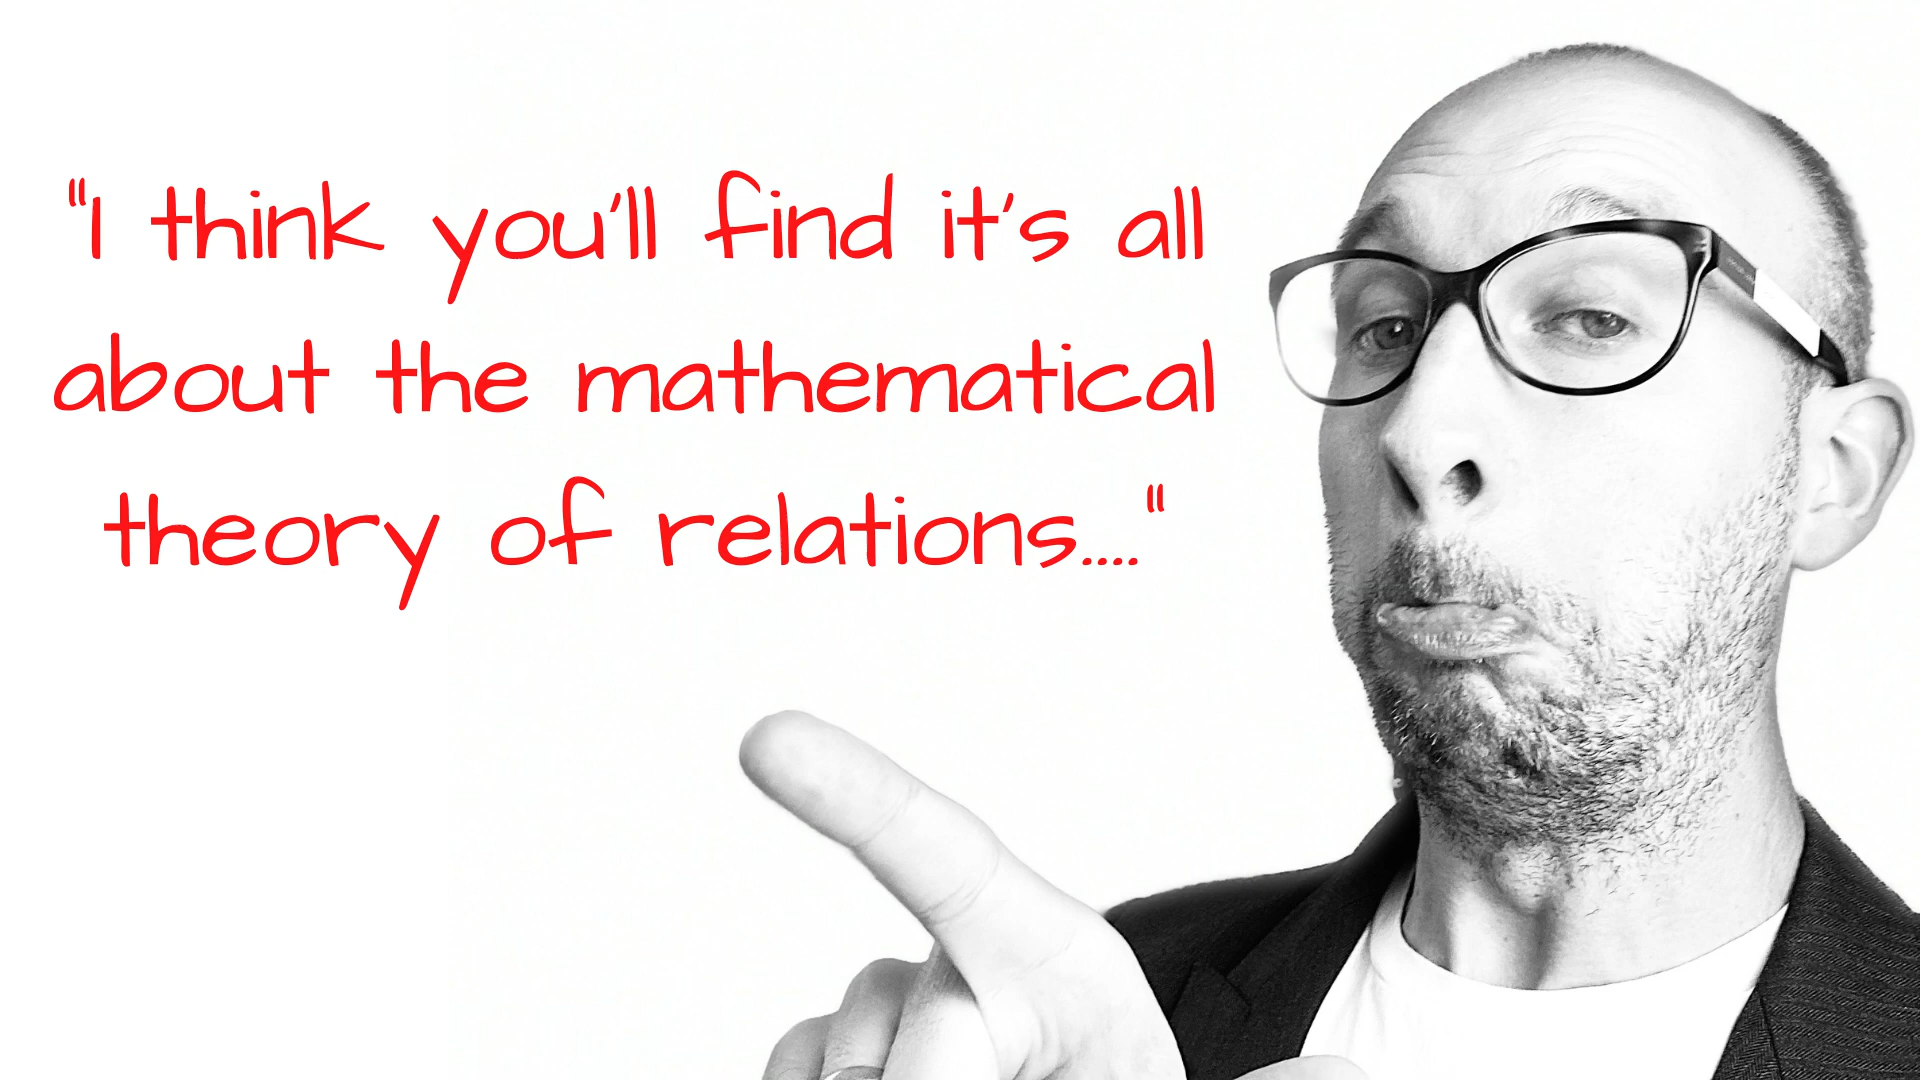 "I think you'll find it's all
about the mathematical
theory of relations...."